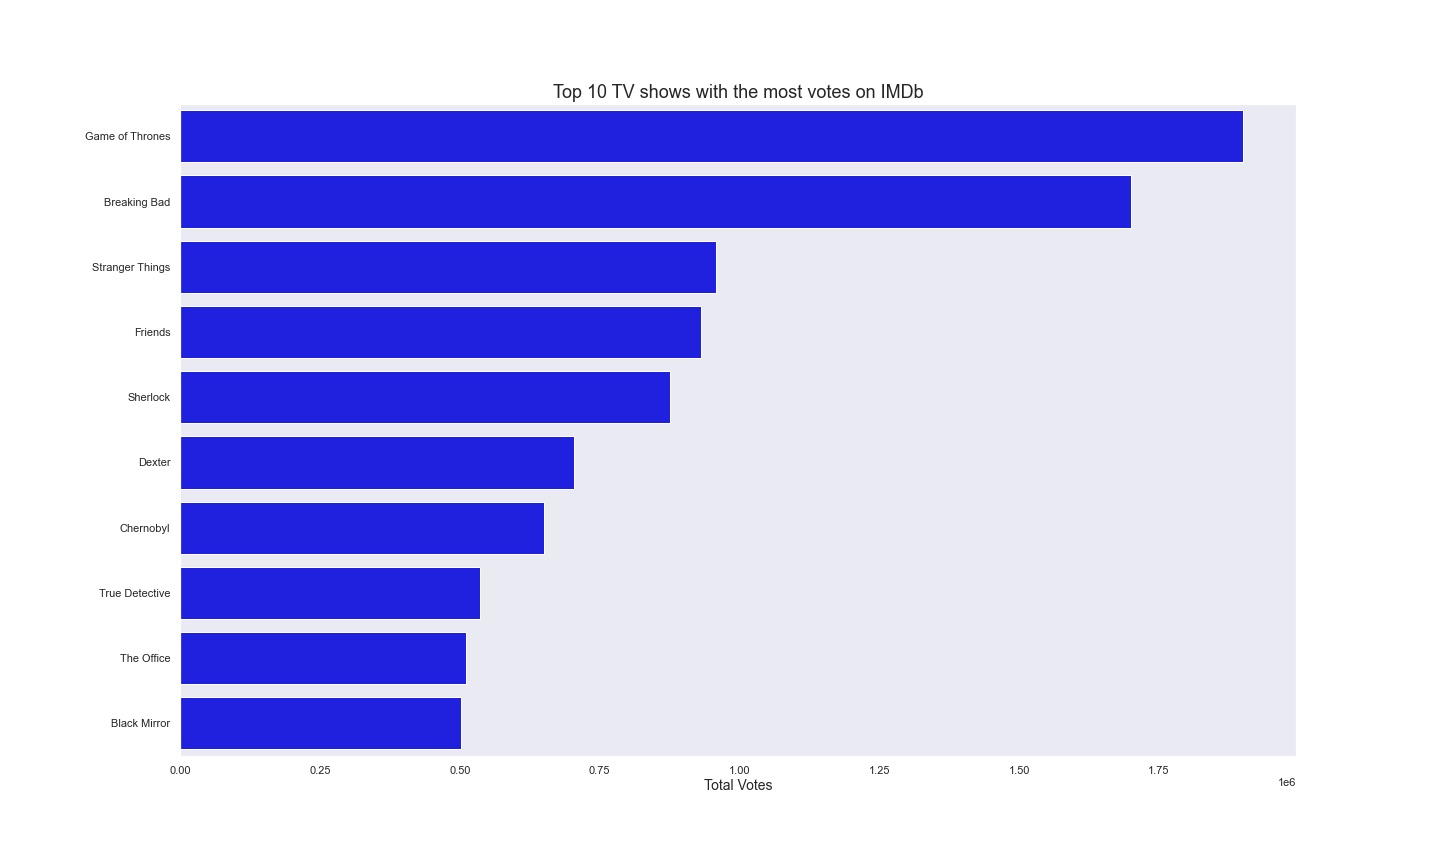 Top 10 TV shows with the most votes on IMDb
Game of Thrones
Breaking Bad
Stranger Things
Friends
Sherlock
Dexter
Chernobyl
True Detective
The Office
Black Mirror
0.00 0.25 0.50 0.75 1.00 1.25 1.50 1.75
1e6
Total Votes